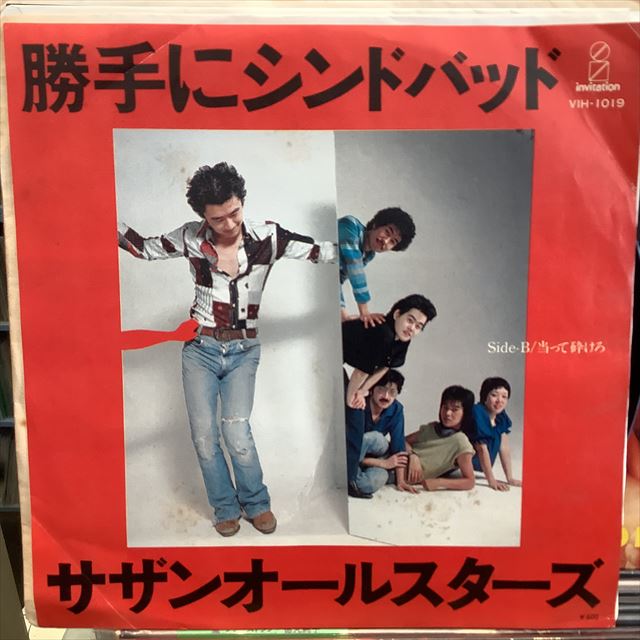 勝手にシンドバッド
invitation
VIH-1019
Side-B/当って砕けろ
サザンオールスターズ
¥600